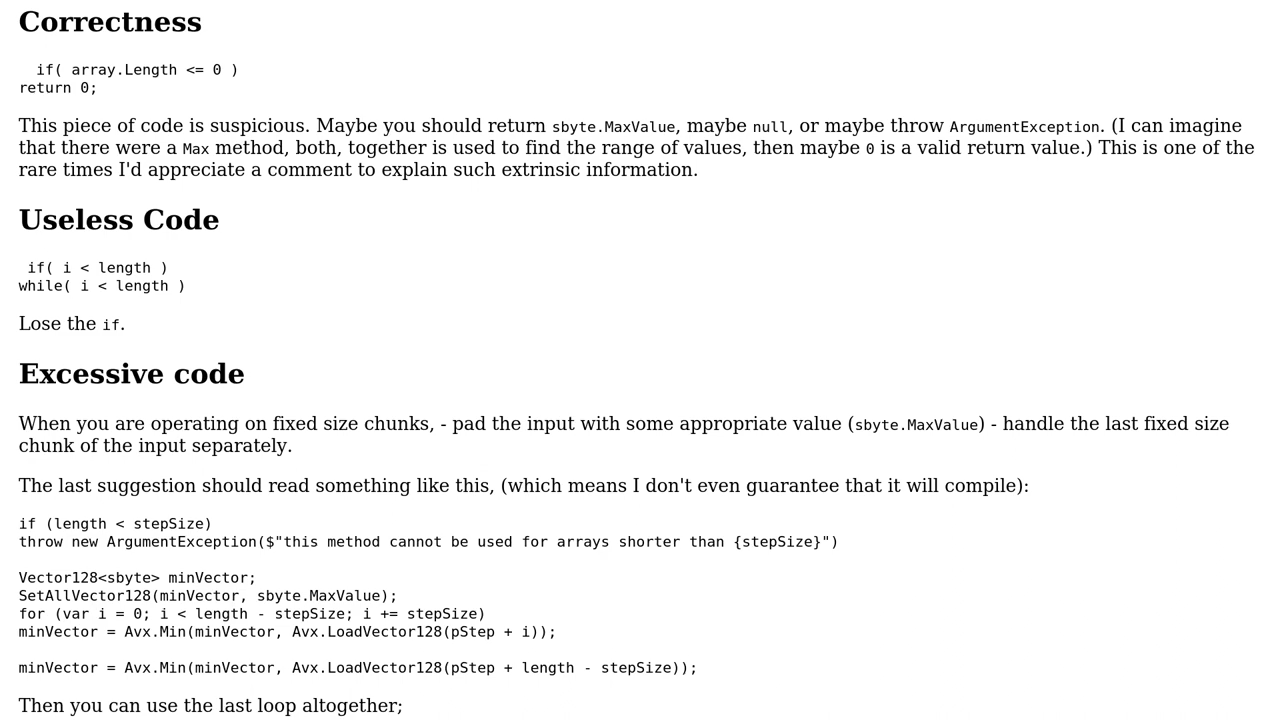 Correctness
if( array.Length <= 0 )
return 0;
This piece of code is suspicious. Maybe you should return sbyte.MaxValue, maybe null, or maybe throw ArgumentException. (I can imagine
that there were a Max method, both, together is used to find the range of values, then maybe 0 is a valid return value.) This is one of the
rare times I'd appreciate a comment to explain such extrinsic information.
Useless Code
if( i < length )
while( i < length )
Lose the if.
Excessive code
When you are operating on fixed size chunks, - pad the input with some appropriate value (sbyte.MaxValue) - handle the last fixed size
chunk of the input separately.
The last suggestion should read something like this, (which means I don't even guarantee that it will compile):
if (length < stepSize)
throw new ArgumentException($"this method cannot be used for arrays shorter than {stepSize}")
Vector128<sbyte> minVector;
SetAllVector128(minVector, sbyte.MaxValue);
for (var i = 0; i < length - stepSize; i += stepSize)
minVector = Avx.Min(minVector, Avx.LoadVector128(pStep + i));
minVector = Avx.Min(minVector, Avx.LoadVector128(pStep + length - stepSize));
Then you can use the last loop altogether;